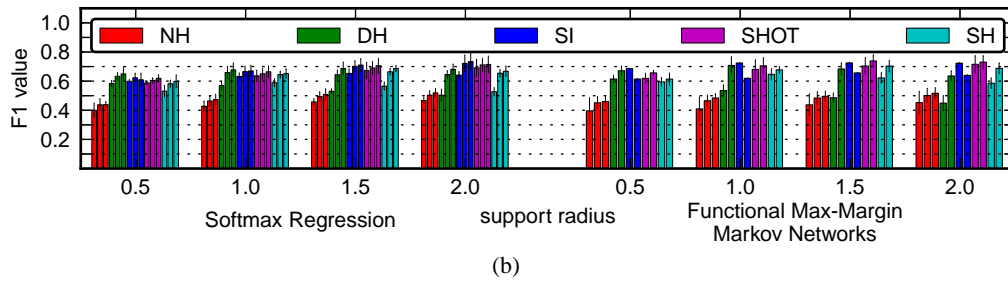 1.0
0.8
0.6
0.4
0.2
F1 value
NH DH SI SHOT SH
0.5 1.0 1.5 2.0 0.5 1.0 1.5 2.0
Softmax Regression
support radius
Functional Max-Margin
Markov Networks
(b)